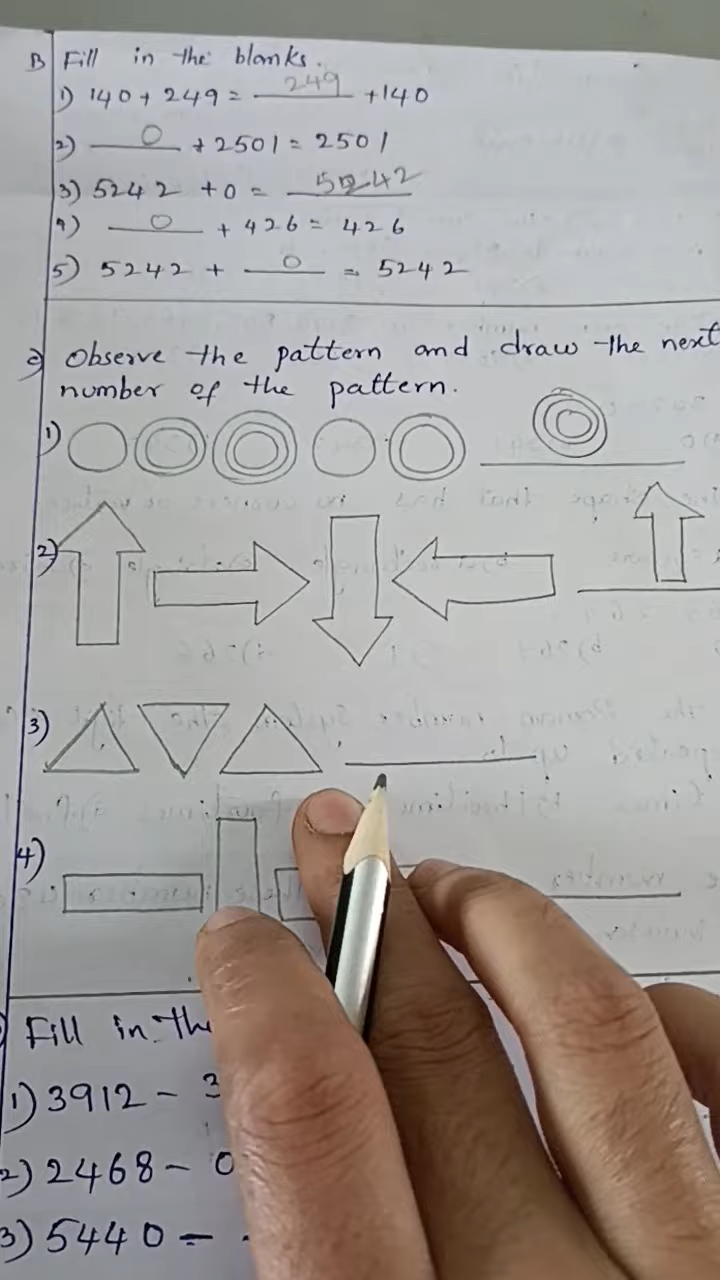 B Fill in the blanks.
1) 140 + 249 = 249 + 140
2) 0 + 2501 = 2501
3) 5242 + 0 = 5242
4) 0 + 426 = 426
5) 5242 + 0 = 5242
Observe the pattern and draw the next
number of the pattern.
1)
2)
3)
4)
Fill in the
1) 3912 - 3
2) 2468 - 0
3) 5440 -